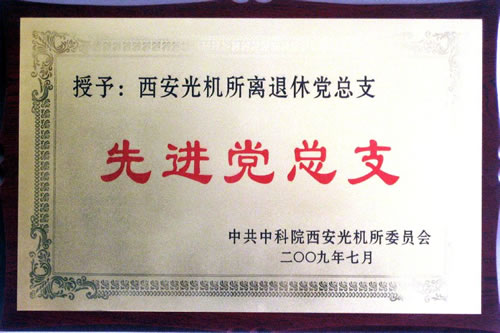 授予：西安光机所离退休党总支
先进党总支
中共中科院西安光机所委员会
二〇〇九年七月